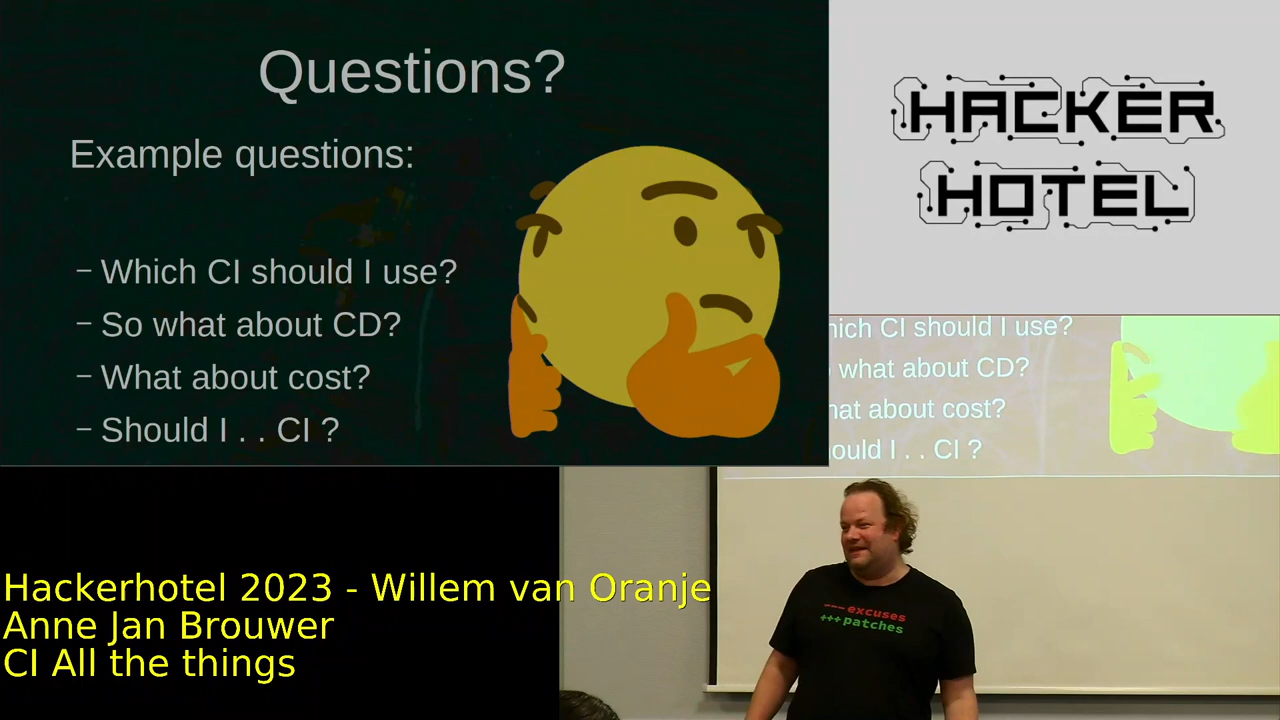 Questions?
Example questions:
– Which CI should I use?
– So what about CD?
– What about cost?
– Should I . . CI ?
HACKER
HOTEL
hich CI should I use?
what about CD?
hat about cost?
ould I . . CI ?
--- excuses
+++ patches
Hackerhotel 2023 - Willem van Oranje
Anne Jan Brouwer
CI All the things